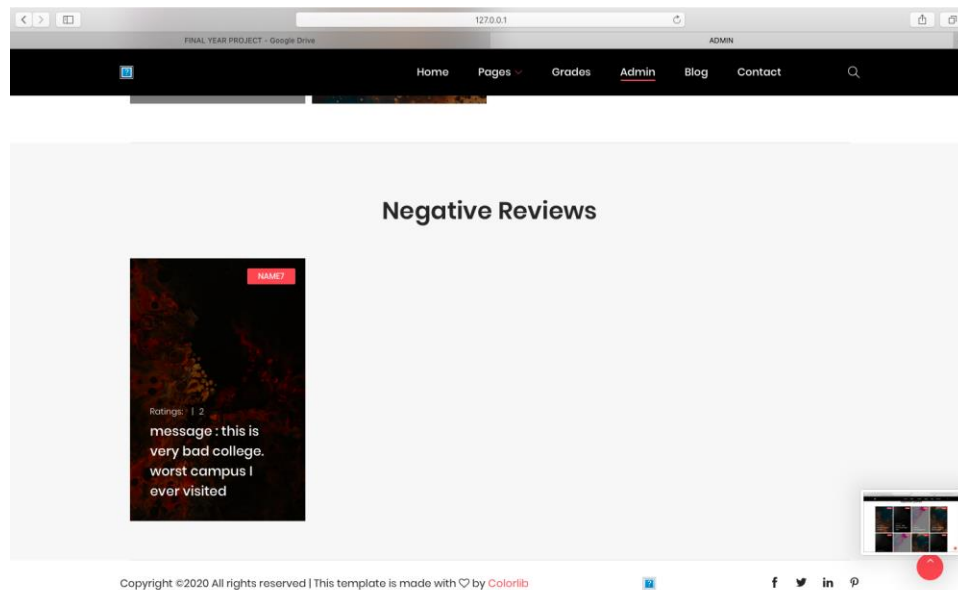 127.0.0.1
FINAL YEAR PROJECT - Google Drive
ADMIN
Home Pages Grades Admin Blog Contact
Negative Reviews
NAME7
Ratings: | 2
message : this is
very bad college.
worst campus I
ever visited
Copyright ©2020 All rights reserved | This template is made with ♡ by Colorlib